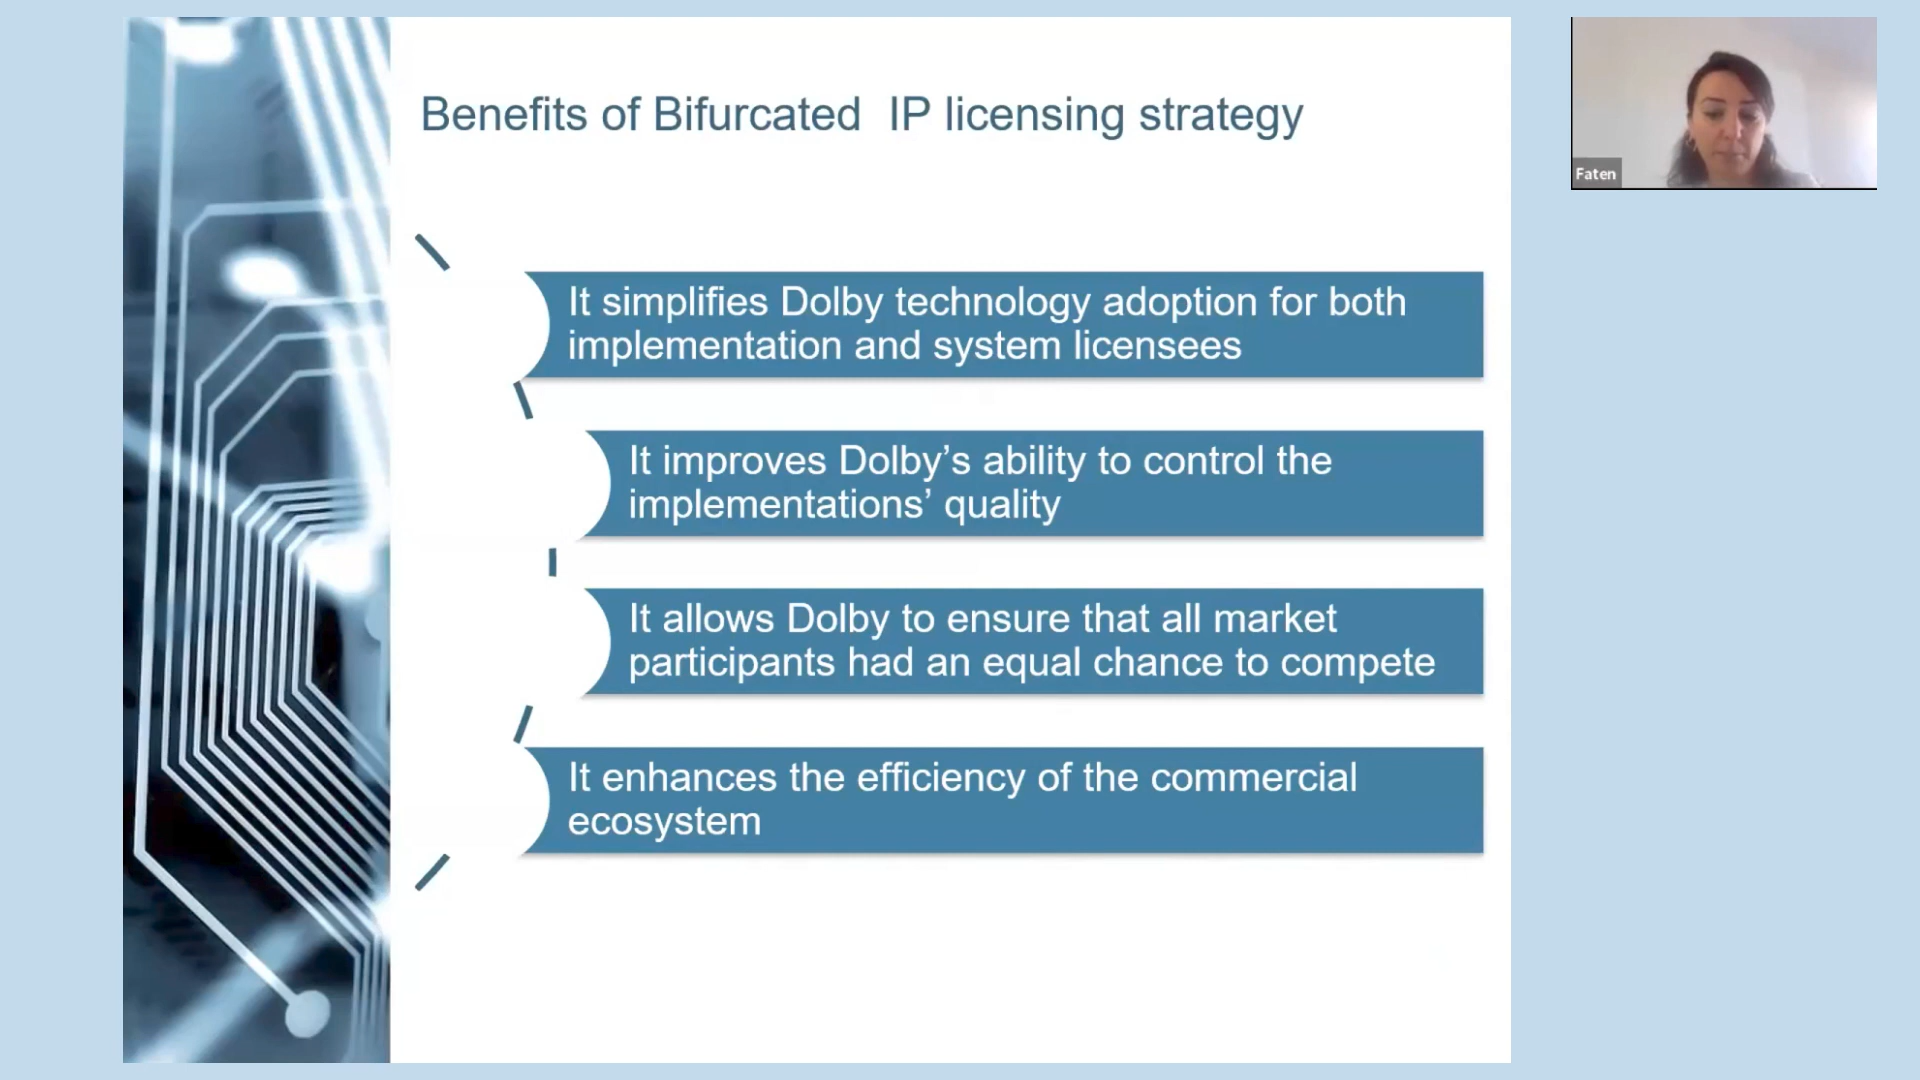 Benefits of Bifurcated  IP licensing strategy
Faten
It simplifies Dolby technology adoption for both
implementation and system licensees
It improves Dolby’s ability to control the
implementations’ quality
It allows Dolby to ensure that all market
participants had an equal chance to compete
It enhances the efficiency of the commercial
ecosystem